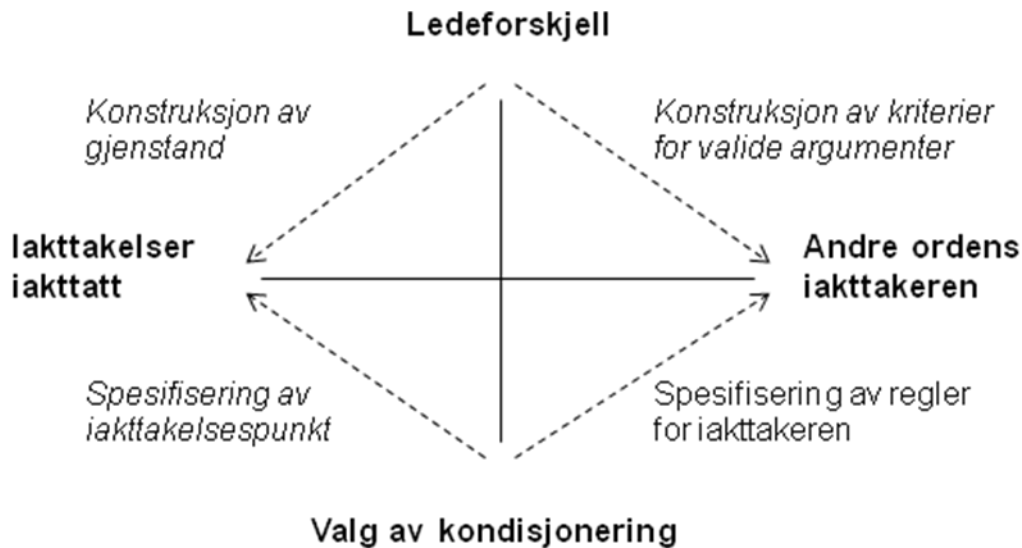 Ledeforskjell
Konstruksjon av
gjenstand
Konstruksjon av kriterier
for valide argumenter
Iakttakelser
iakttatt
Andre ordens
iakttakeren
Spesifisering av
iakttakelsespunkt
Spesifisering av regler
for iakttakeren
Valg av kondisjonering